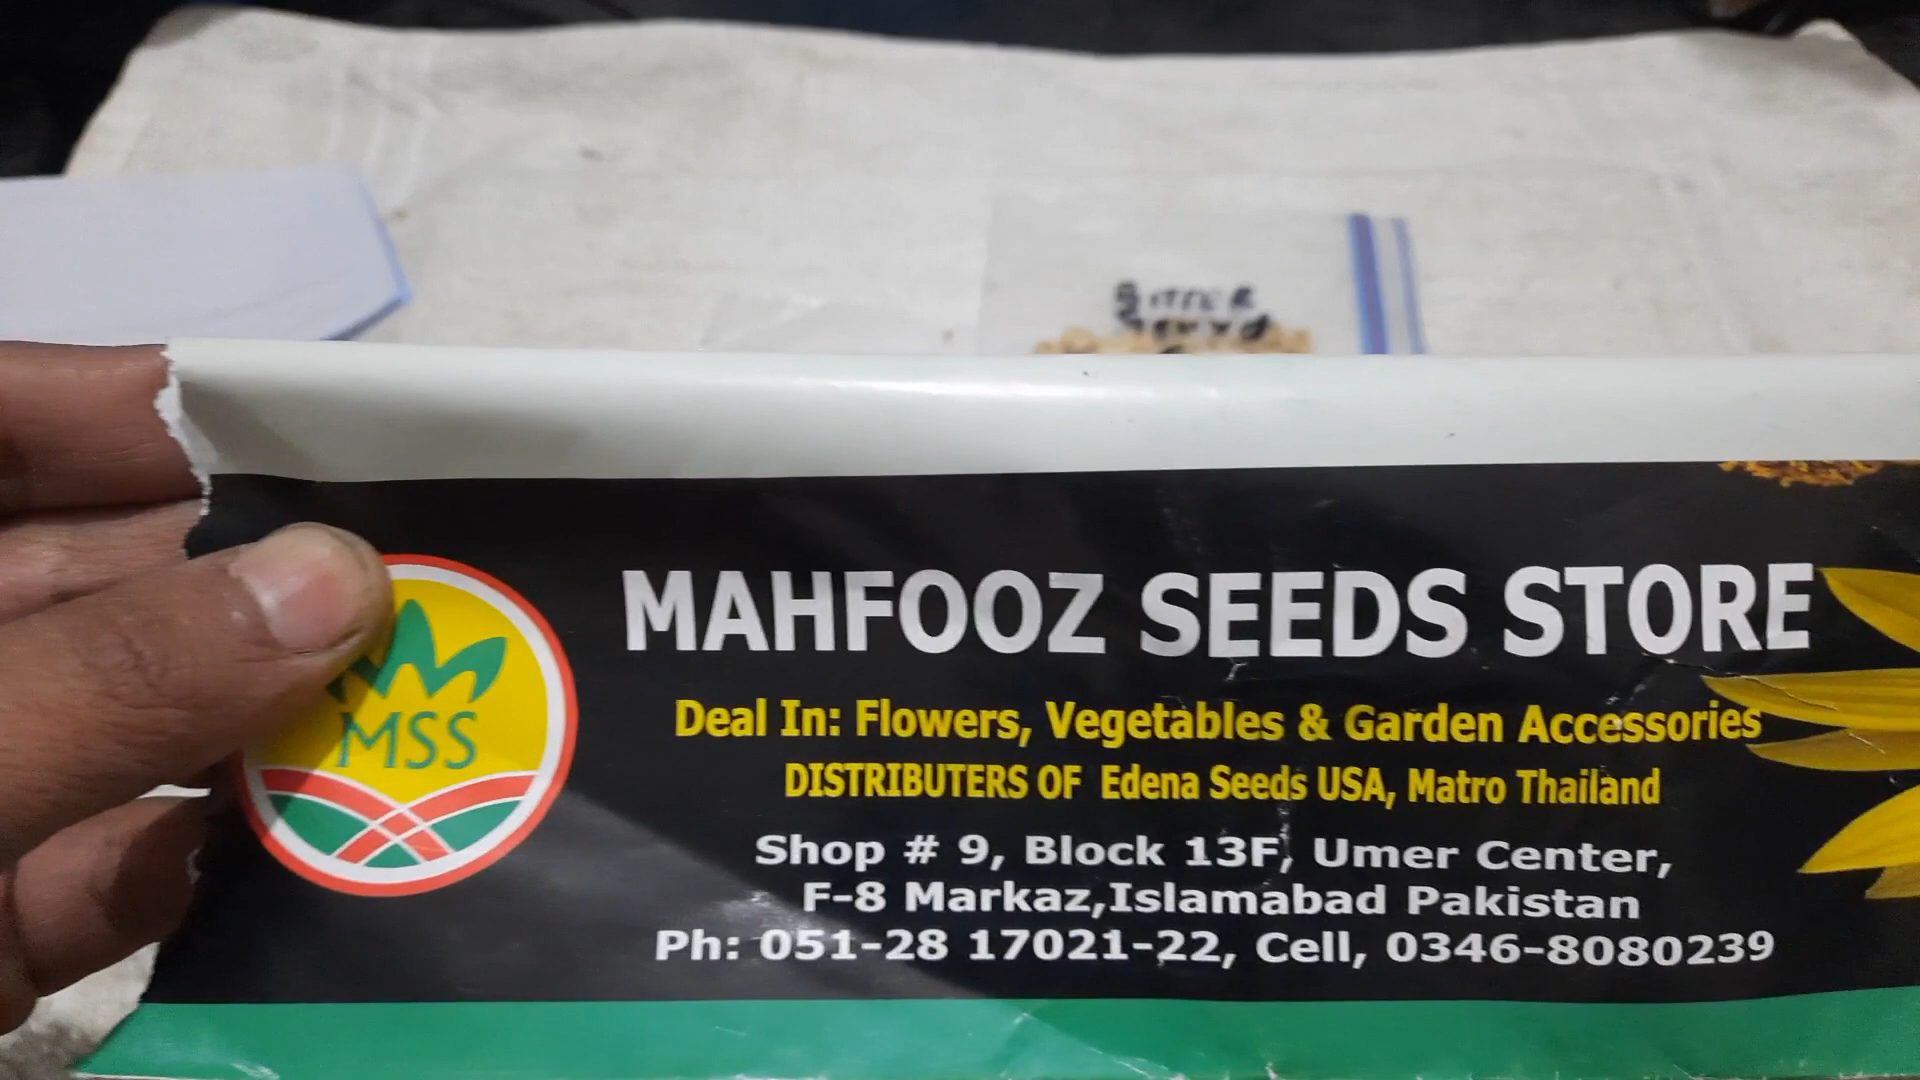 BITTER
MAHFOOZ SEEDS STORE
MSS
Deal In: Flowers, Vegetables & Garden Accessories
DISTRIBUTERS OF Edena Seeds USA, Matro Thailand
Shop # 9, Block 13F, Umer Center,
F-8 Markaz,Islamabad Pakistan
Ph: 051-28 17021-22, Cell, 0346-8080239